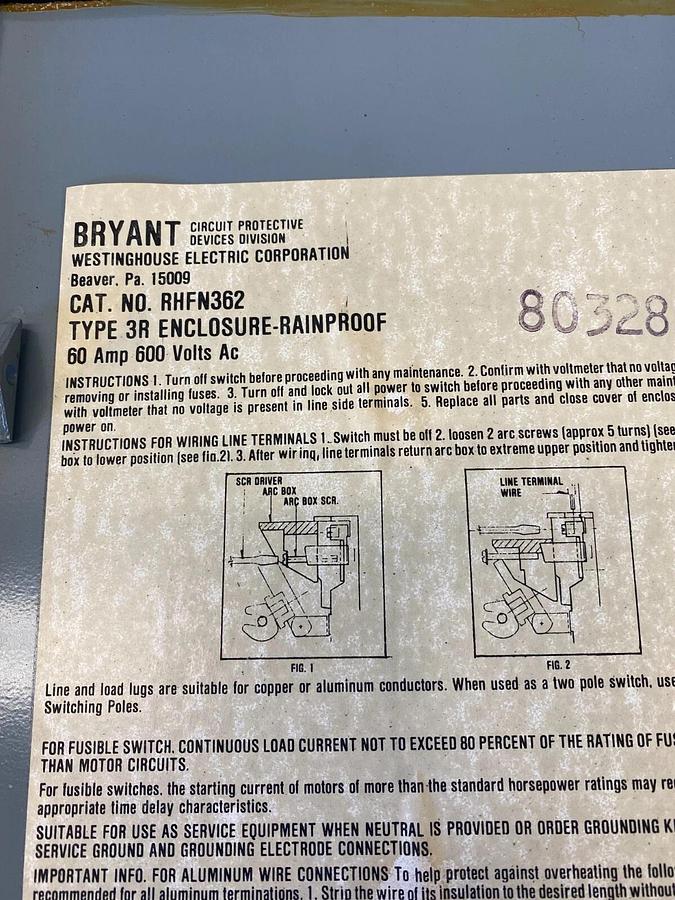 BRYANT CIRCUIT PROTECTIVE
DEVICES DIVISION
WESTINGHOUSE ELECTRIC CORPORATION
Beaver, Pa. 15009
CAT. NO. RHFN362
TYPE 3R ENCLOSURE-RAINPROOF
60 Amp 600 Volts Ac
80328
INSTRUCTIONS 1. Turn off switch before proceeding with any maintenance. 2. Confirm with voltmeter that no voltag
removing or installing fuses. 3. Turn off and lock out all power to switch before proceeding with any other maint
with voltmeter that no voltage is present in line side terminals. 5. Replace all parts and close cover of enclos
power on.
INSTRUCTIONS FOR WIRING LINE TERMINALS 1. Switch must be off 2. loosen 2 arc screws (approx 5 turns) (see
box to lower position (see fig.2). 3. After wiring, line terminals return arc box to extreme upper position and tighte
SCR DRIVER
ARC BOX
ARC BOX SCR.
LINE TERMINAL
WIRE
FIG. 1
FIG. 2
Line and load lugs are suitable for copper or aluminum conductors. When used as a two pole switch, use
Switching Poles.
FOR FUSIBLE SWITCH. CONTINUOUS LOAD CURRENT NOT TO EXCEED 80 PERCENT OF THE RATING OF FUS
THAN MOTOR CIRCUITS.
For fusible switches. the starting current of motors of more than the standard horsepower ratings may re
appropriate time delay characteristics.
SUITABLE FOR USE AS SERVICE EQUIPMENT WHEN NEUTRAL IS PROVIDED OR ORDER GROUNDING K
SERVICE GROUND AND GROUNDING ELECTRODE CONNECTIONS.
IMPORTANT INFO. FOR ALUMINUM WIRE CONNECTIONS To help protect against overheating the follo
recommended for all aluminum terminations. 1. Strip the wire of its insulation to the desired length without